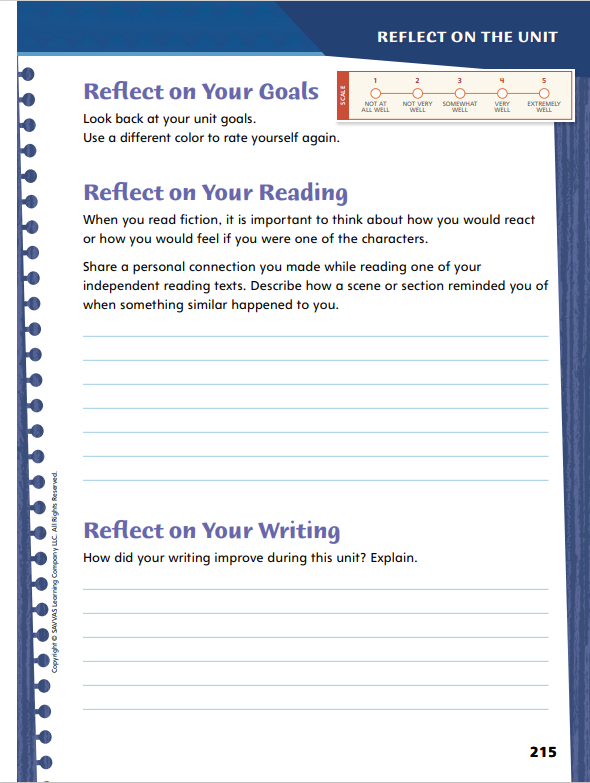 REFLECT ON THE UNIT
Reflect on Your Goals
Look back at your unit goals.
Use a different color to rate yourself again.
SCALE
1 2 3 4 5
NOT AT ALL WELL
NOT VERY WELL
SOMEWHAT WELL
VERY WELL
EXTREMELY WELL
Reflect on Your Reading
When you read fiction, it is important to think about how you would react
or how you would feel if you were one of the characters.
Share a personal connection you made while reading one of your
independent reading texts. Describe how a scene or section reminded you of
when something similar happened to you.
Reflect on Your Writing
How did your writing improve during this unit? Explain.
Copyright © SAVVAS Learning Company LLC. All Rights Reserved.
215